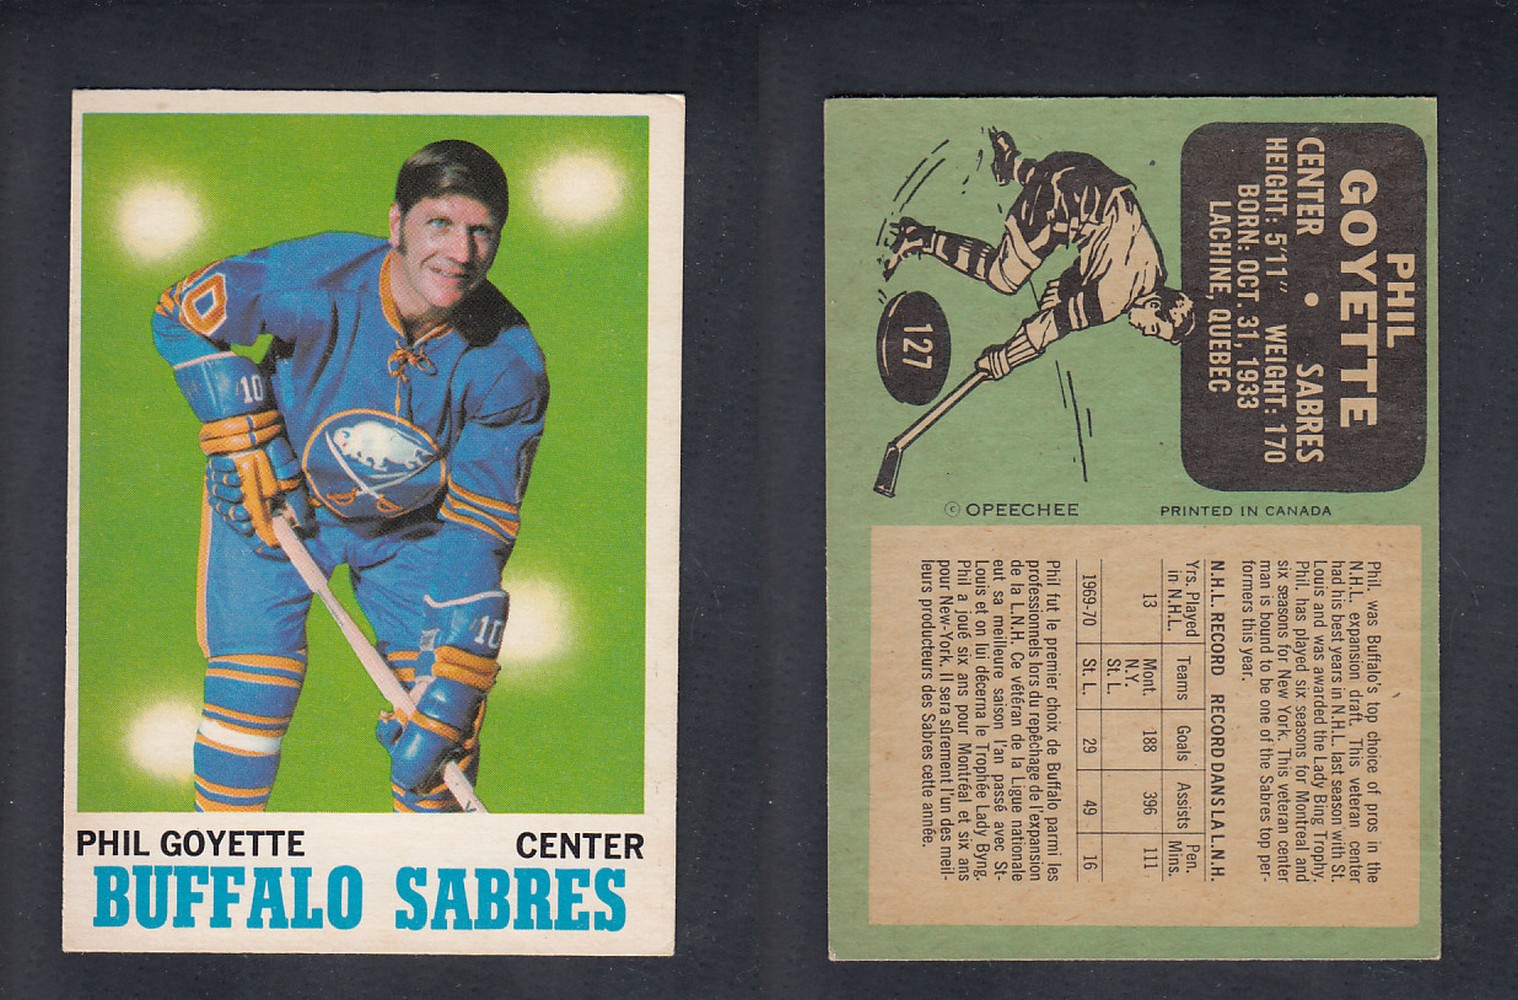 0
10
10
PHIL GOYETTE CENTER
BUFFALO SABRES
PHIL
GOYETTE
CENTER • SABRES
HEIGHT: 5'11" WEIGHT: 170
BORN: OCT. 31, 1933
LACHINE, QUEBEC
127
© OPEECHEE PRINTED IN CANADA
Phil. was Buffalo's top choice of pros in the
N.H.L. expansion draft. This veteran center
had his best years in N.H.L. last season with St.
Louis and was awarded the Lady Bing Trophy.
Phil has played six seasons for Montreal and
six seasons for New York. This veteran center
man is bound to be one of the Sabres top per-
formers this year.
N.H.L. RECORD RECORD DANS LA L.N.H.
Yrs. Played Teams Goals Assists Pen.
in N.H.L. Mins.
13 Mont. 188 396 111
N.Y.
St. L.
1969-70 St. L. 29 49 16
Phil fut le premier choix de Buffalo parmi les
professionnels lors du repêchage de l'expansion
de la L.N.H. Ce vétéran de la Ligue nationale
eut sa meilleure saison l'an passé avec St-
Louis et on lui décerna le Trophée Lady Byng.
Phil a joué six ans pour Montréal et six ans
pour New-York. Il sera sûrement l'un des meil-
leurs producteurs des Sabres cette année.